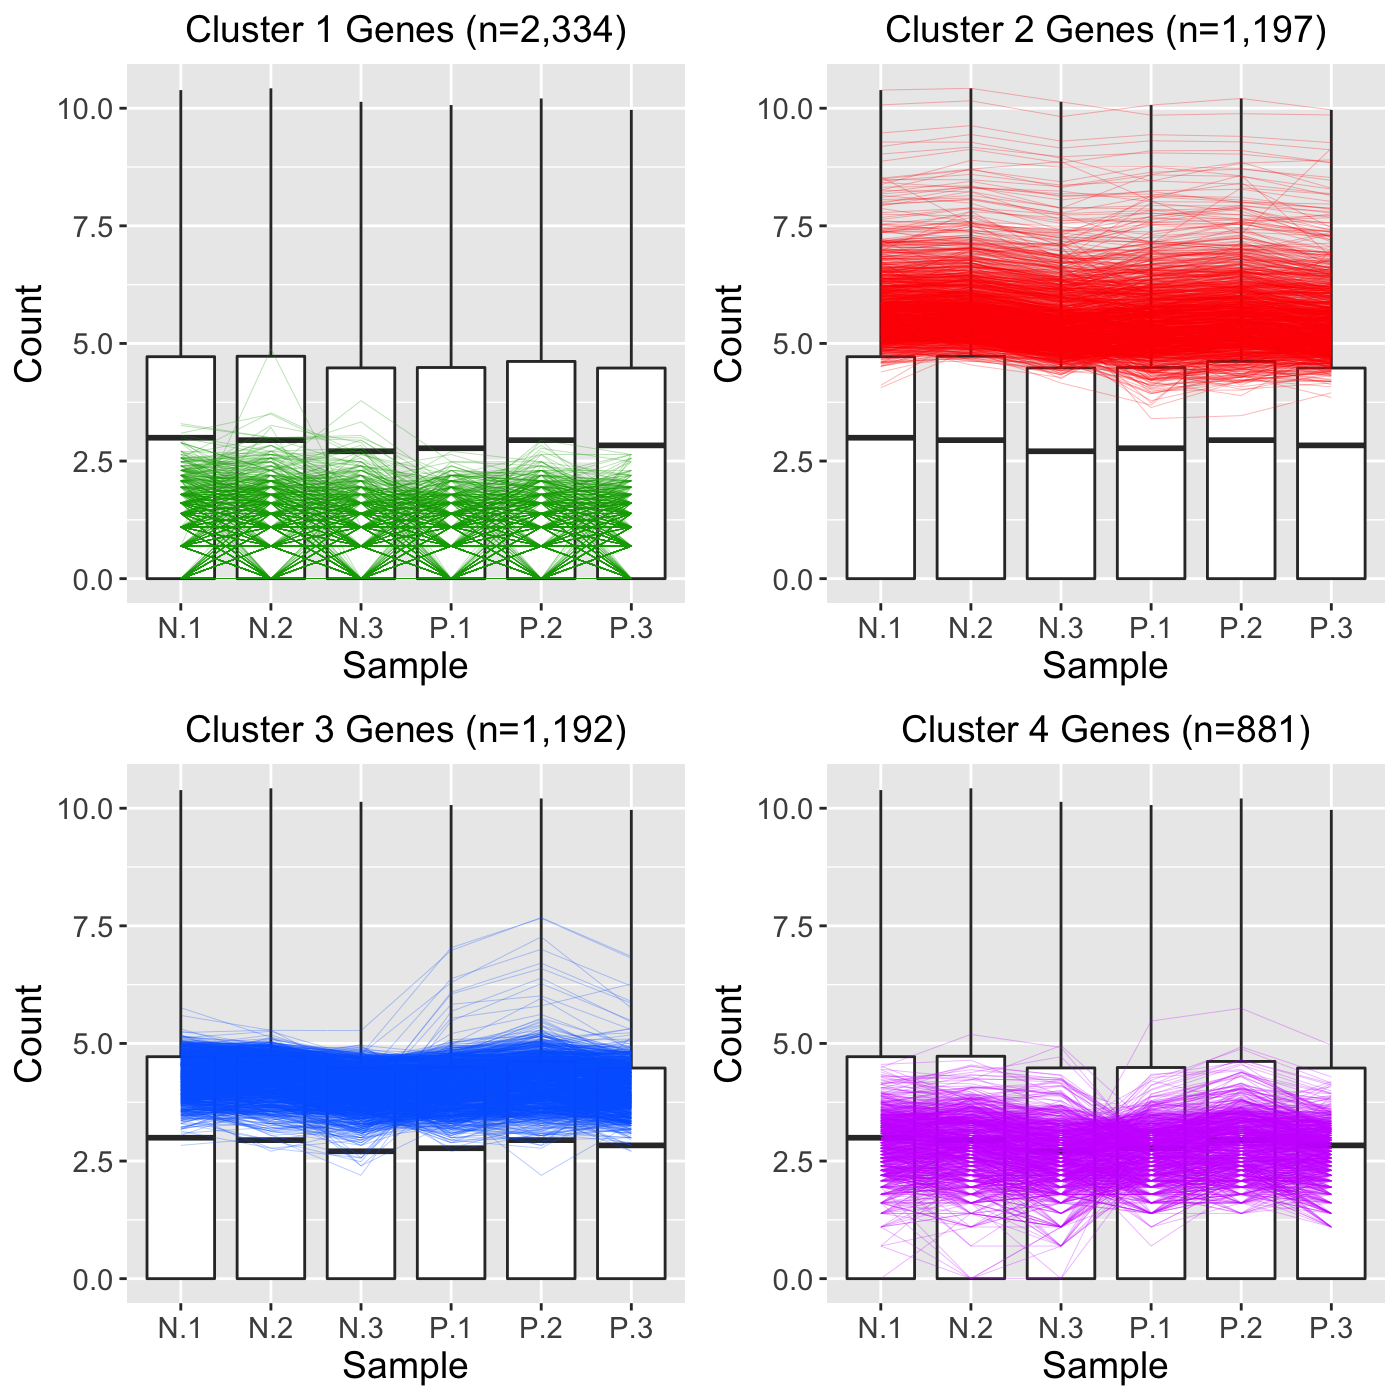 Cluster 1 Genes (n=2,334)
Count
10.0
7.5
5.0
2.5
0.0
N.1 N.2 N.3 P.1 P.2 P.3
Sample
Cluster 2 Genes (n=1,197)
Count
10.0
7.5
5.0
2.5
0.0
N.1 N.2 N.3 P.1 P.2 P.3
Sample
Cluster 3 Genes (n=1,192)
Count
10.0
7.5
5.0
2.5
0.0
N.1 N.2 N.3 P.1 P.2 P.3
Sample
Cluster 4 Genes (n=881)
Count
10.0
7.5
5.0
2.5
0.0
N.1 N.2 N.3 P.1 P.2 P.3
Sample